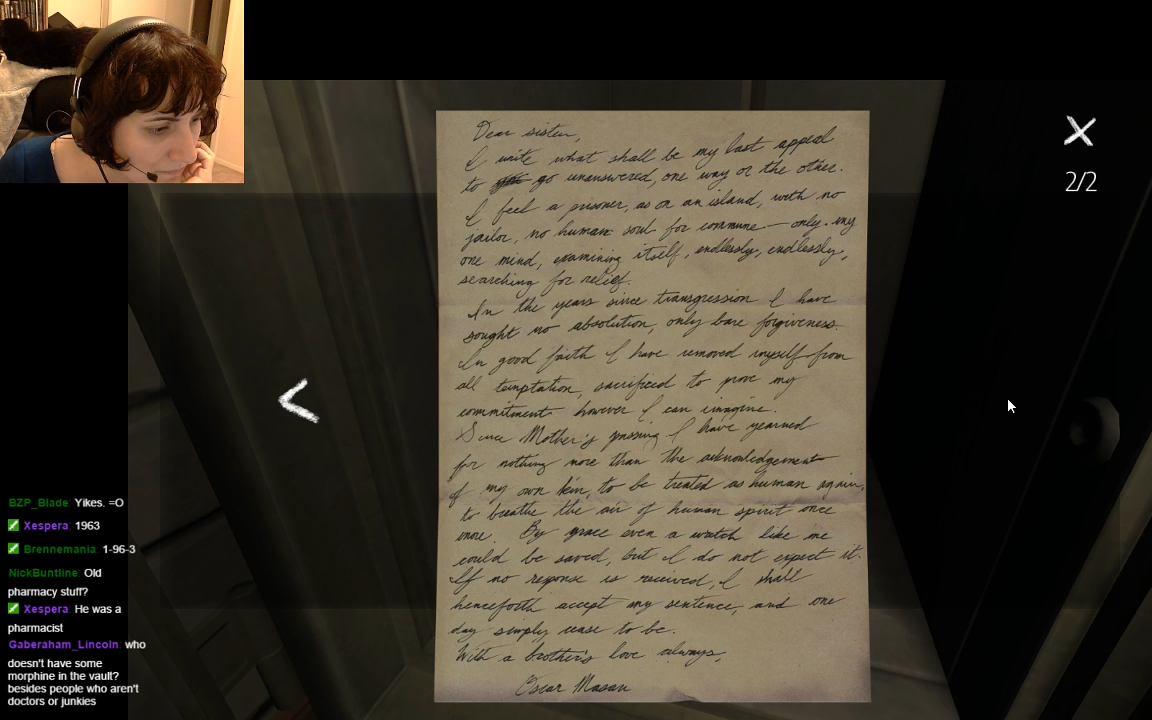 Dear sister,
I write what shall be my last appeal
to go unanswered, one way or the other.
I feel a prisoner, as on an island, with no
jailor, no human soul for commune — only my
one mind, examining itself, endlessly, endlessly,
searching for relief.
In the years since transgression I have
sought no absolution, only bare forgiveness.
In good faith I have removed myself from
all temptation, sacrificed to prove my
commitment however I can imagine.
Since Mother's passing I have yearned
for nothing more than the acknowledgement
of my own kin, to be treated as human again,
to breathe the air of human spirit once
more. By grace even a wretch like me
could be saved, but I do not expect it.
If no reponse is received, I shall
henceforth accept my sentence, and one
day simply cease to be.
With a brother's love always,
Oscar Masan
2/2
BZP_Blade: Yikes. =O
Xespera: 1963
Brennemania: 1-96-3
NickBuntline: Old
pharmacy stuff?
Xespera: He was a
pharmacist
Gaberaham_Lincoln: who
doesn't have some
morphine in the vault?
besides people who aren't
doctors or junkies